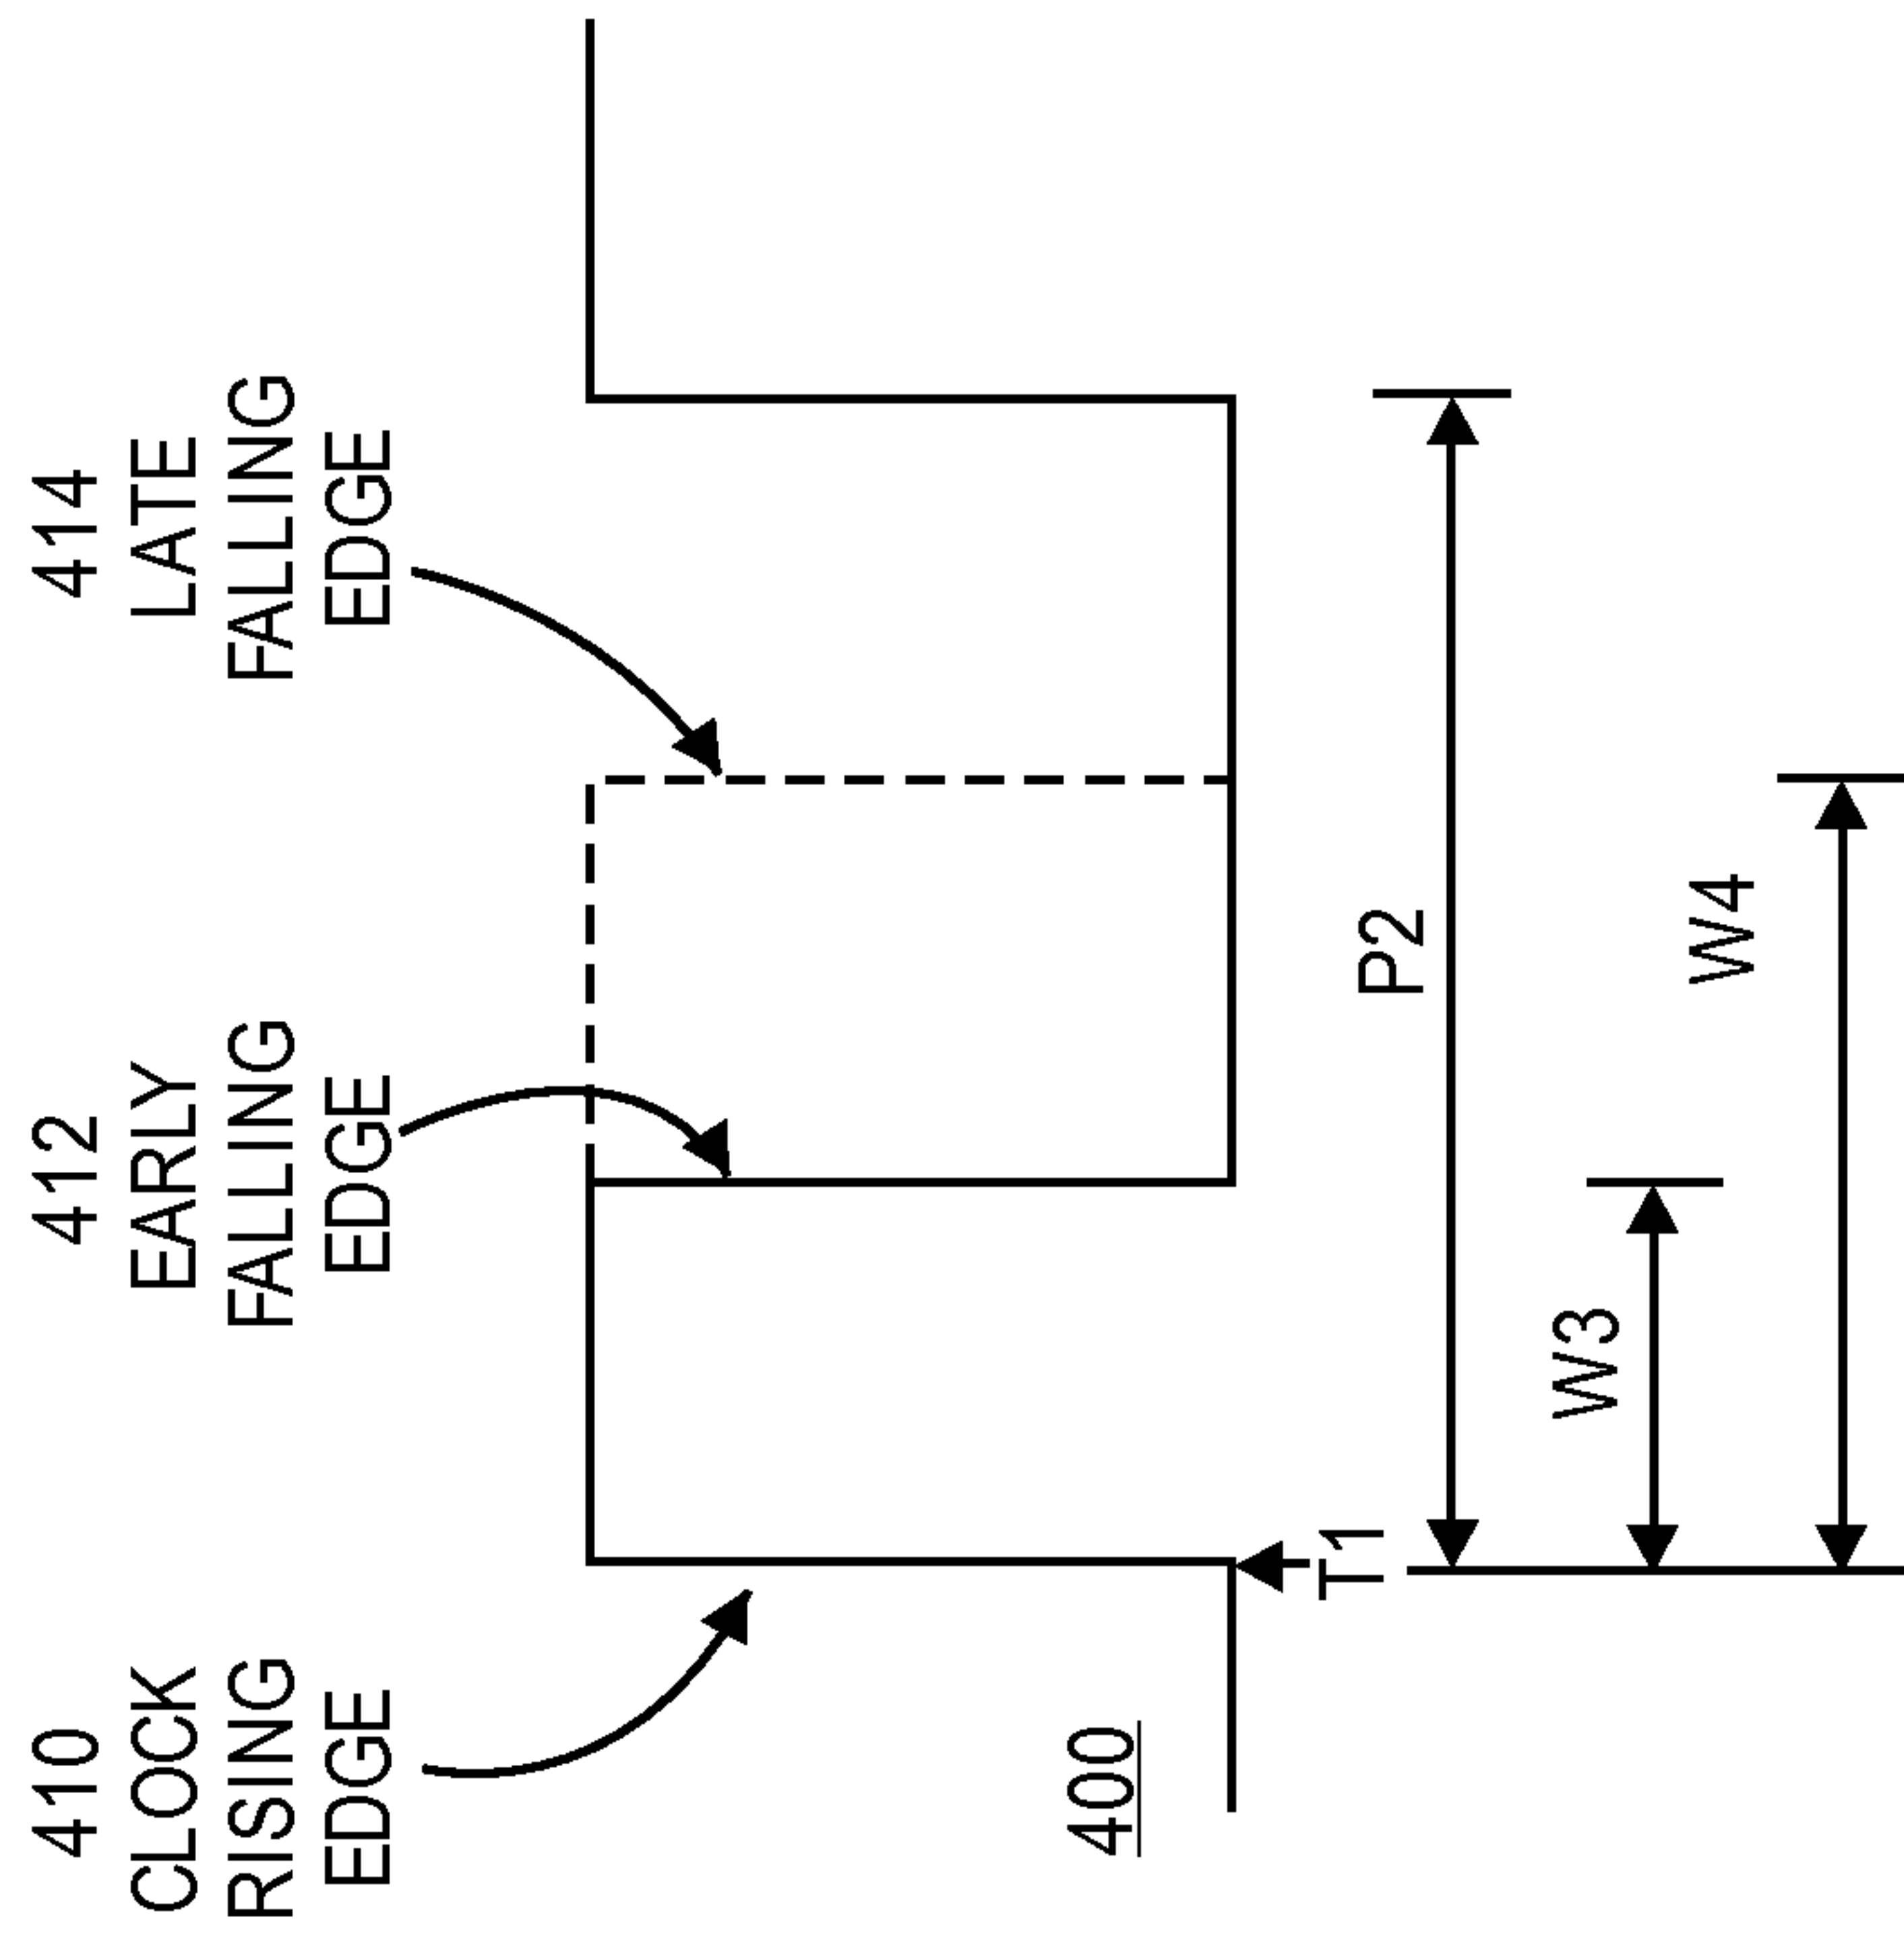 410
CLOCK
RISING
EDGE
412
EARLY
FALLING
EDGE
414
LATE
FALLING
EDGE
400
T1
P2
W3
W4